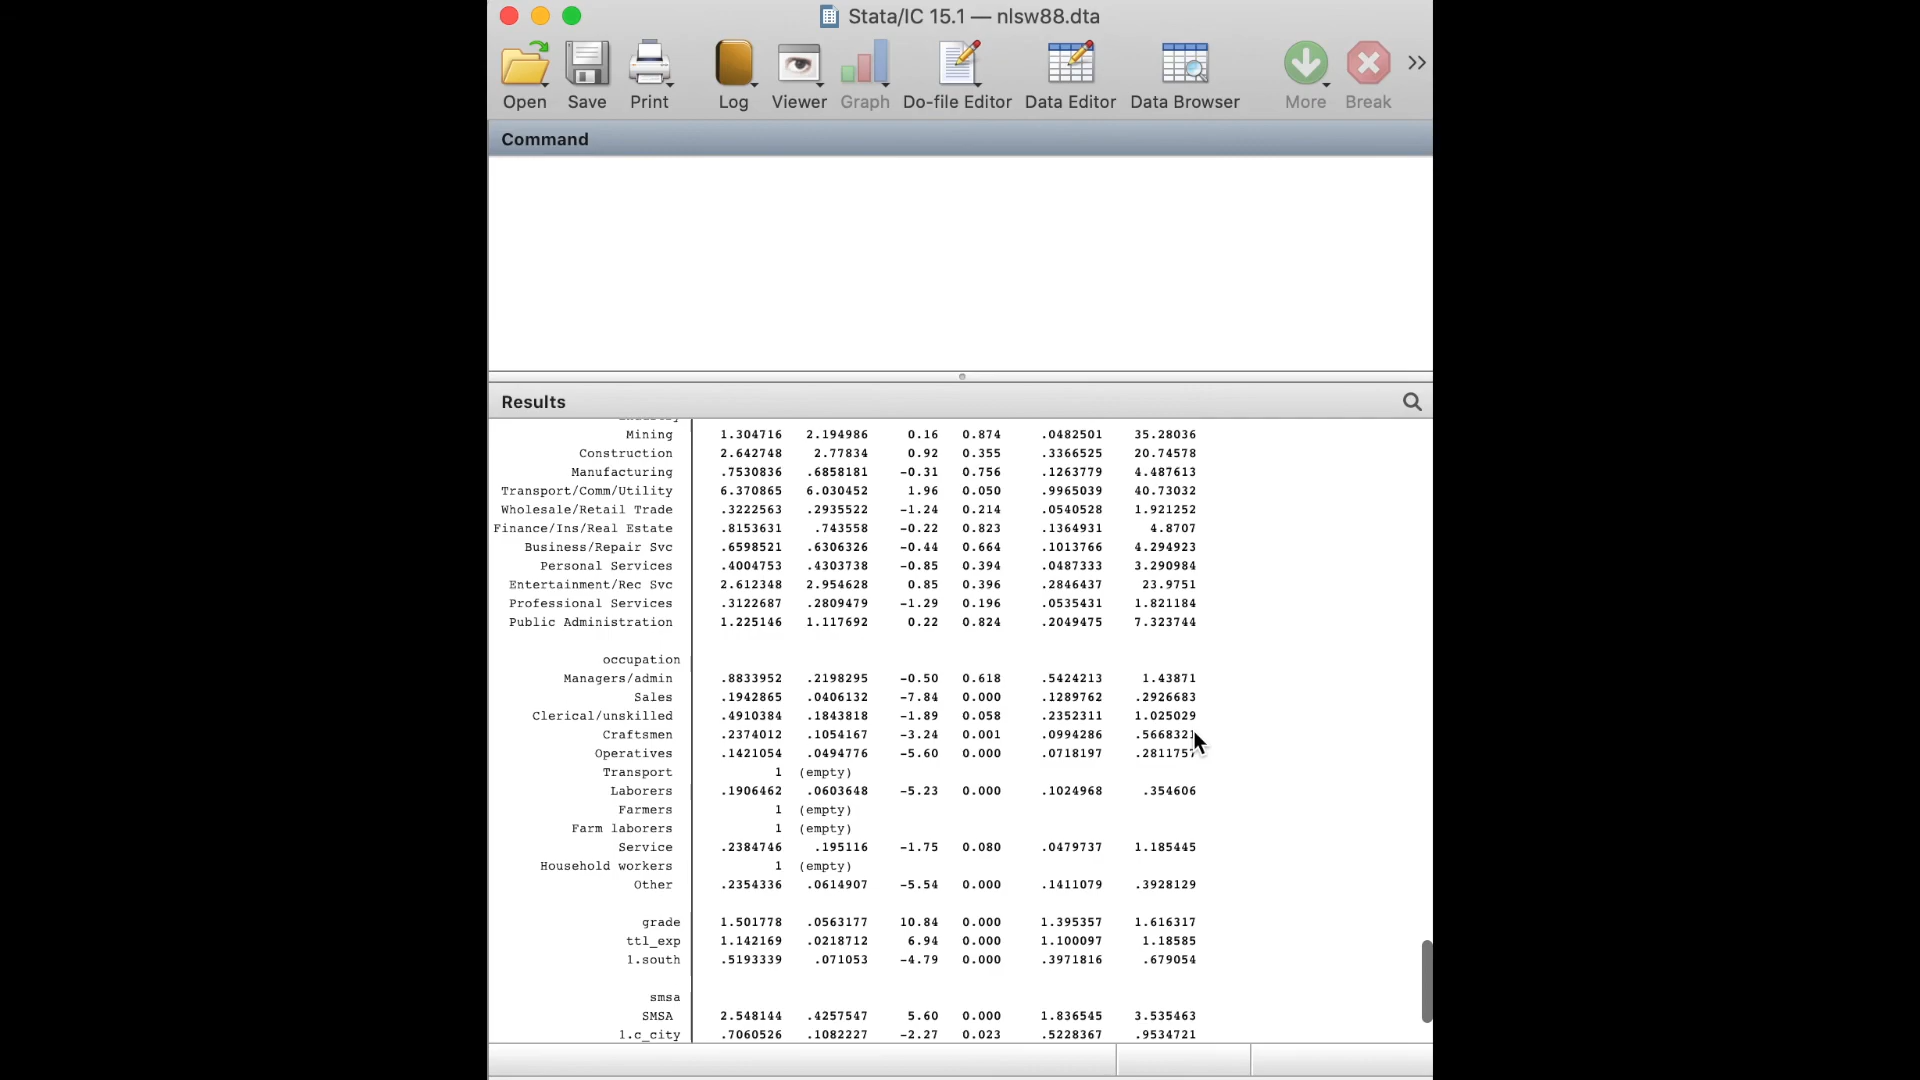 Stata/IC 15.1 — nlsw88.dta
Open Save Print Log Viewer Graph Do-file Editor Data Editor Data Browser More Break
Command
Results
Mining 1.304716 2.194986 0.16 0.874 .0482501 35.28036
Construction 2.642748 2.77834 0.92 0.355 .3366525 20.74578
Manufacturing .7530836 .6858181 -0.31 0.756 .1263779 4.487613
Transport/Comm/Utility 6.370865 6.030452 1.96 0.050 .9965039 40.73032
Wholesale/Retail Trade .3222563 .2935522 -1.24 0.214 .0540528 1.921252
Finance/Ins/Real Estate .8153631 .743558 -0.22 0.823 .1364931 4.8707
Business/Repair Svc .6598521 .6306326 -0.44 0.664 .1013766 4.294923
Personal Services .4004753 .4303738 -0.85 0.394 .0487333 3.290984
Entertainment/Rec Svc 2.612348 2.954628 0.85 0.396 .2846437 23.9751
Professional Services .3122687 .2809479 -1.29 0.196 .0535431 1.821184
Public Administration 1.225146 1.117692 0.22 0.824 .2049475 7.323744
occupation
Managers/admin .8833952 .2198295 -0.50 0.618 .5424213 1.43871
Sales .1942865 .0406132 -7.84 0.000 .1289762 .2926683
Clerical/unskilled .4910384 .1843818 -1.89 0.058 .2352311 1.025029
Craftsmen .2374012 .1054167 -3.24 0.001 .0994286 .5668321
Operatives .1421054 .0494776 -5.60 0.000 .0718197 .2811757
Transport 1 (empty)
Laborers .1906462 .0603648 -5.23 0.000 .1024968 .354606
Farmers 1 (empty)
Farm laborers 1 (empty)
Service .2384746 .195116 -1.75 0.080 .0479737 1.185445
Household workers 1 (empty)
Other .2354336 .0614907 -5.54 0.000 .1411079 .3928129
grade 1.501778 .0563177 10.84 0.000 1.395357 1.616317
ttl_exp 1.142169 .0218712 6.94 0.000 1.100097 1.18585
1.south .5193339 .071053 -4.79 0.000 .3971816 .679054
smsa
SMSA 2.548144 .4257547 5.60 0.000 1.836545 3.535463
1.c_city .7060526 .1082227 -2.27 0.023 .5228367 .9534721